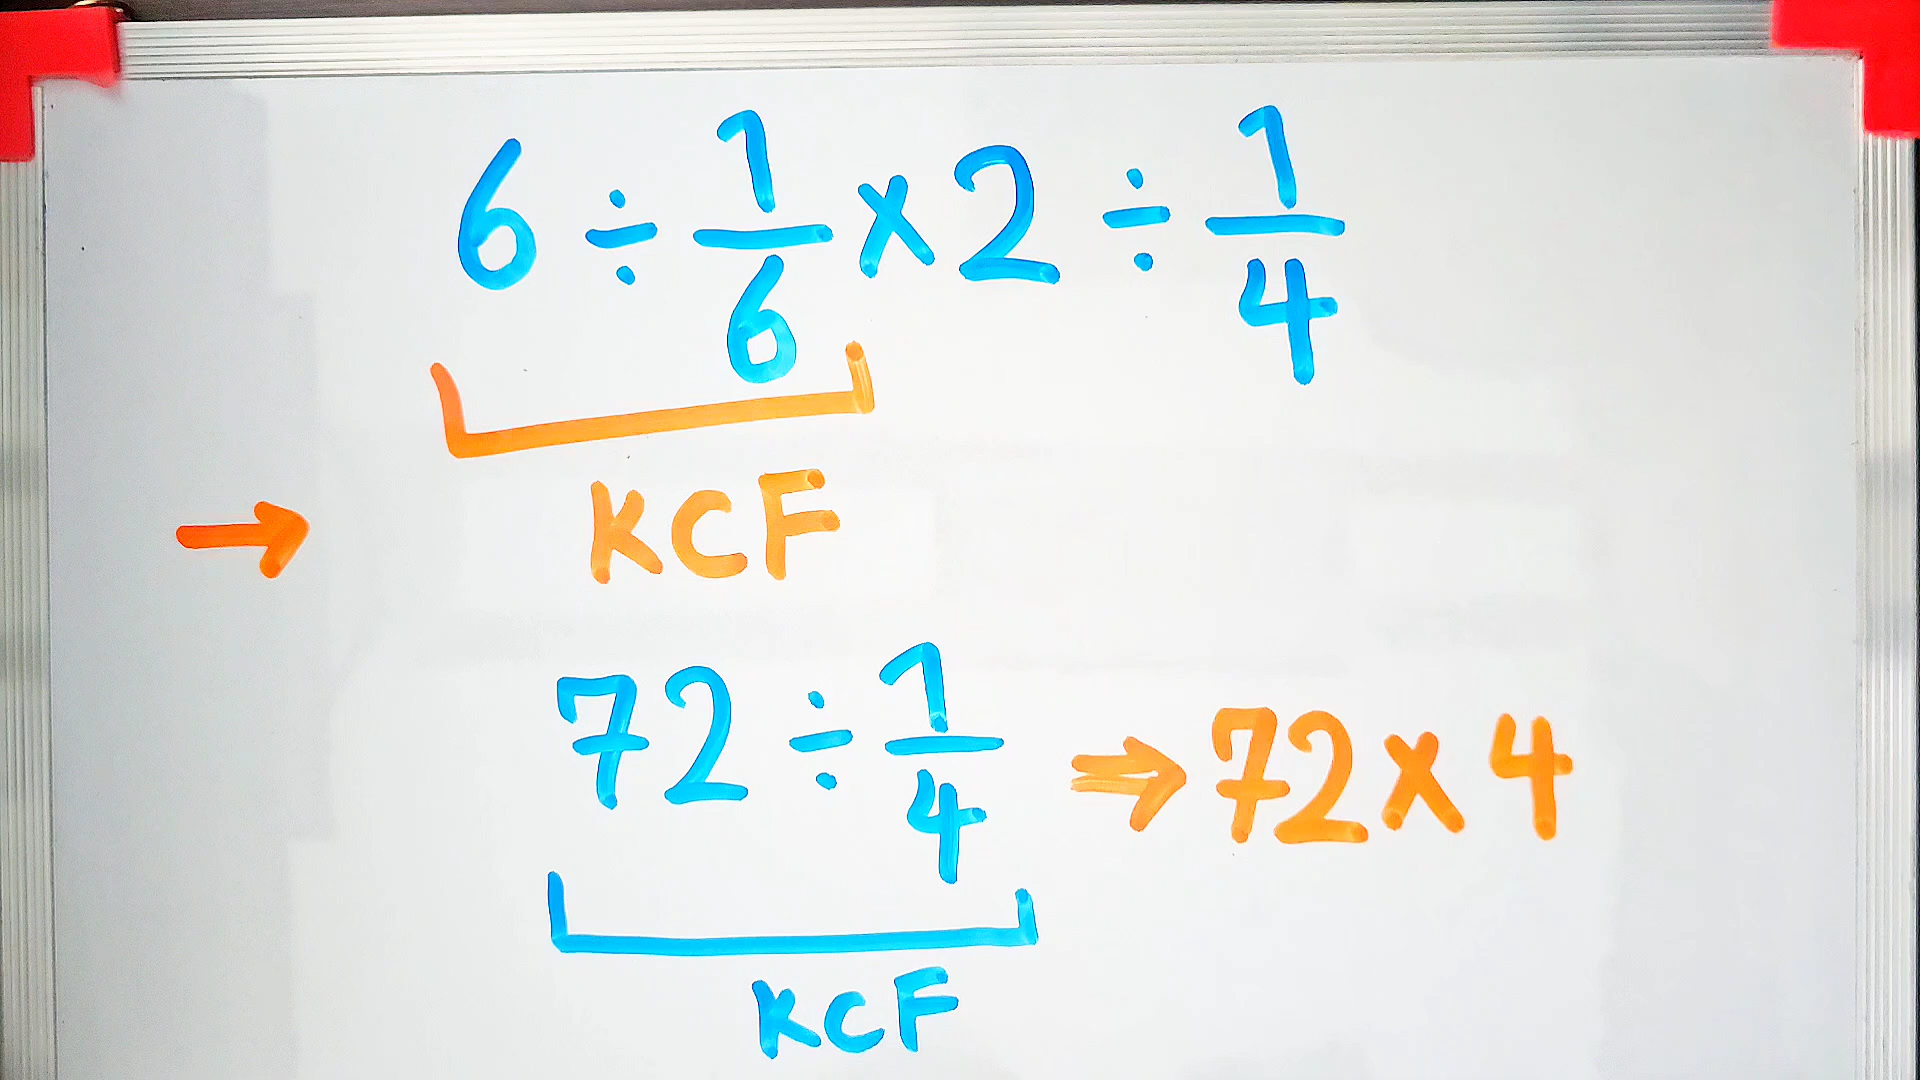 6 ÷ 1/6 × 2 ÷ 1/4
→ KCF
72 ÷ 1/4 ⇒ 72 × 4
KCF